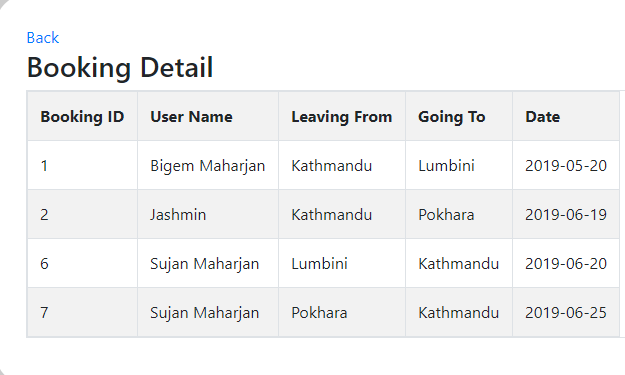 Back
Booking Detail
Booking ID User Name Leaving From Going To Date
1 Bigem Maharjan Kathmandu Lumbini 2019-05-20
2 Jashmin Kathmandu Pokhara 2019-06-19
6 Sujan Maharjan Lumbini Kathmandu 2019-06-20
7 Sujan Maharjan Pokhara Kathmandu 2019-06-25